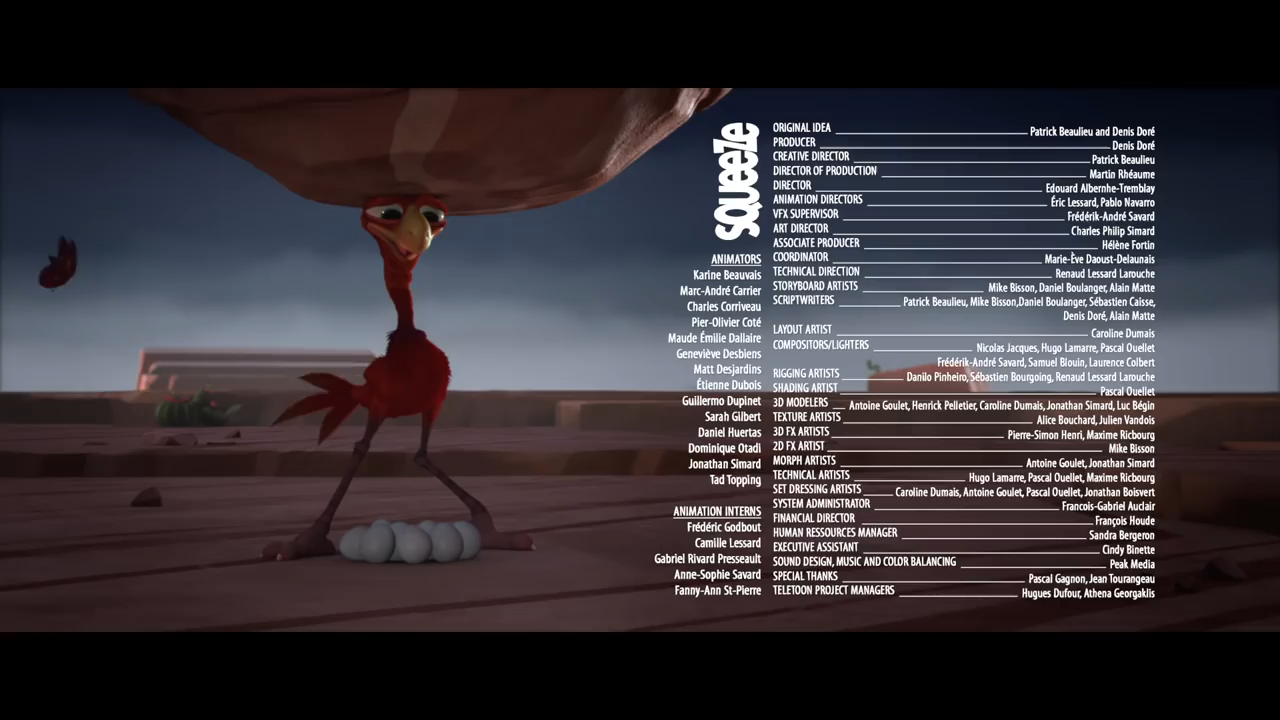 squeeze
ANIMATORS
Karine Beauvais
Marc-André Carrier
Charles Corriveau
Pier-Olivier Coté
Maude Émilie Dallaire
Geneviève Desbiens
Matt Desjardins
Étienne Dubois
Guillermo Dupinet
Sarah Gilbert
Daniel Huertas
Dominique Otadi
Jonathan Simard
Tad Topping
ANIMATION INTERNS
Frédéric Godbout
Camille Lessard
Gabriel Rivard Presseault
Anne-Sophie Savard
Fanny-Ann St-Pierre
ORIGINAL IDEA Patrick Beaulieu and Denis Doré
PRODUCER Denis Doré
CREATIVE DIRECTOR Patrick Beaulieu
DIRECTOR OF PRODUCTION Martin Rhéaume
DIRECTOR Edouard Albernhe-Tremblay
ANIMATION DIRECTORS Éric Lessard, Pablo Navarro
VFX SUPERVISOR Frédérik-André Savard
ART DIRECTOR Charles Philip Simard
ASSOCIATE PRODUCER Hélène Fortin
COORDINATOR Marie-Ève Daoust-Delaunais
TECHNICAL DIRECTION Renaud Lessard Larouche
STORYBOARD ARTISTS Mike Bisson, Daniel Boulanger, Alain Matte
SCRIPTWRITERS Patrick Beaulieu, Mike Bisson,Daniel Boulanger, Sébastien Caisse,
Denis Doré, Alain Matte
LAYOUT ARTIST Caroline Dumais
COMPOSITORS/LIGHTERS Nicolas Jacques, Hugo Lamarre, Pascal Ouellet
Frédérik-André Savard, Samuel Blouin, Laurence Colbert
RIGGING ARTISTS Danilo Pinheiro, Sébastien Bourgoing, Renaud Lessard Larouche
SHADING ARTIST Pascal Ouellet
3D MODELERS Antoine Goulet, Henrick Pelletier, Caroline Dumais, Jonathan Simard, Luc Bégin
TEXTURE ARTISTS Alice Bouchard, Julien Vandois
3D FX ARTISTS Pierre-Simon Henri, Maxime Ricbourg
2D FX ARTIST Mike Bisson
MORPH ARTISTS Antoine Goulet, Jonathan Simard
TECHNICAL ARTISTS Hugo Lamarre, Pascal Ouellet, Maxime Ricbourg
SET DRESSING ARTISTS Caroline Dumais, Antoine Goulet, Pascal Ouellet, Jonathan Boisvert
SYSTEM ADMINISTRATOR Francois-Gabriel Auclair
FINANCIAL DIRECTOR François Houde
HUMAN RESSOURCES MANAGER Sandra Bergeron
EXECUTIVE ASSISTANT Cindy Binette
SOUND DESIGN, MUSIC AND COLOR BALANCING Peak Media
SPECIAL THANKS Pascal Gagnon, Jean Tourangeau
TELETOON PROJECT MANAGERS Hugues Dufour, Athena Georgaklis